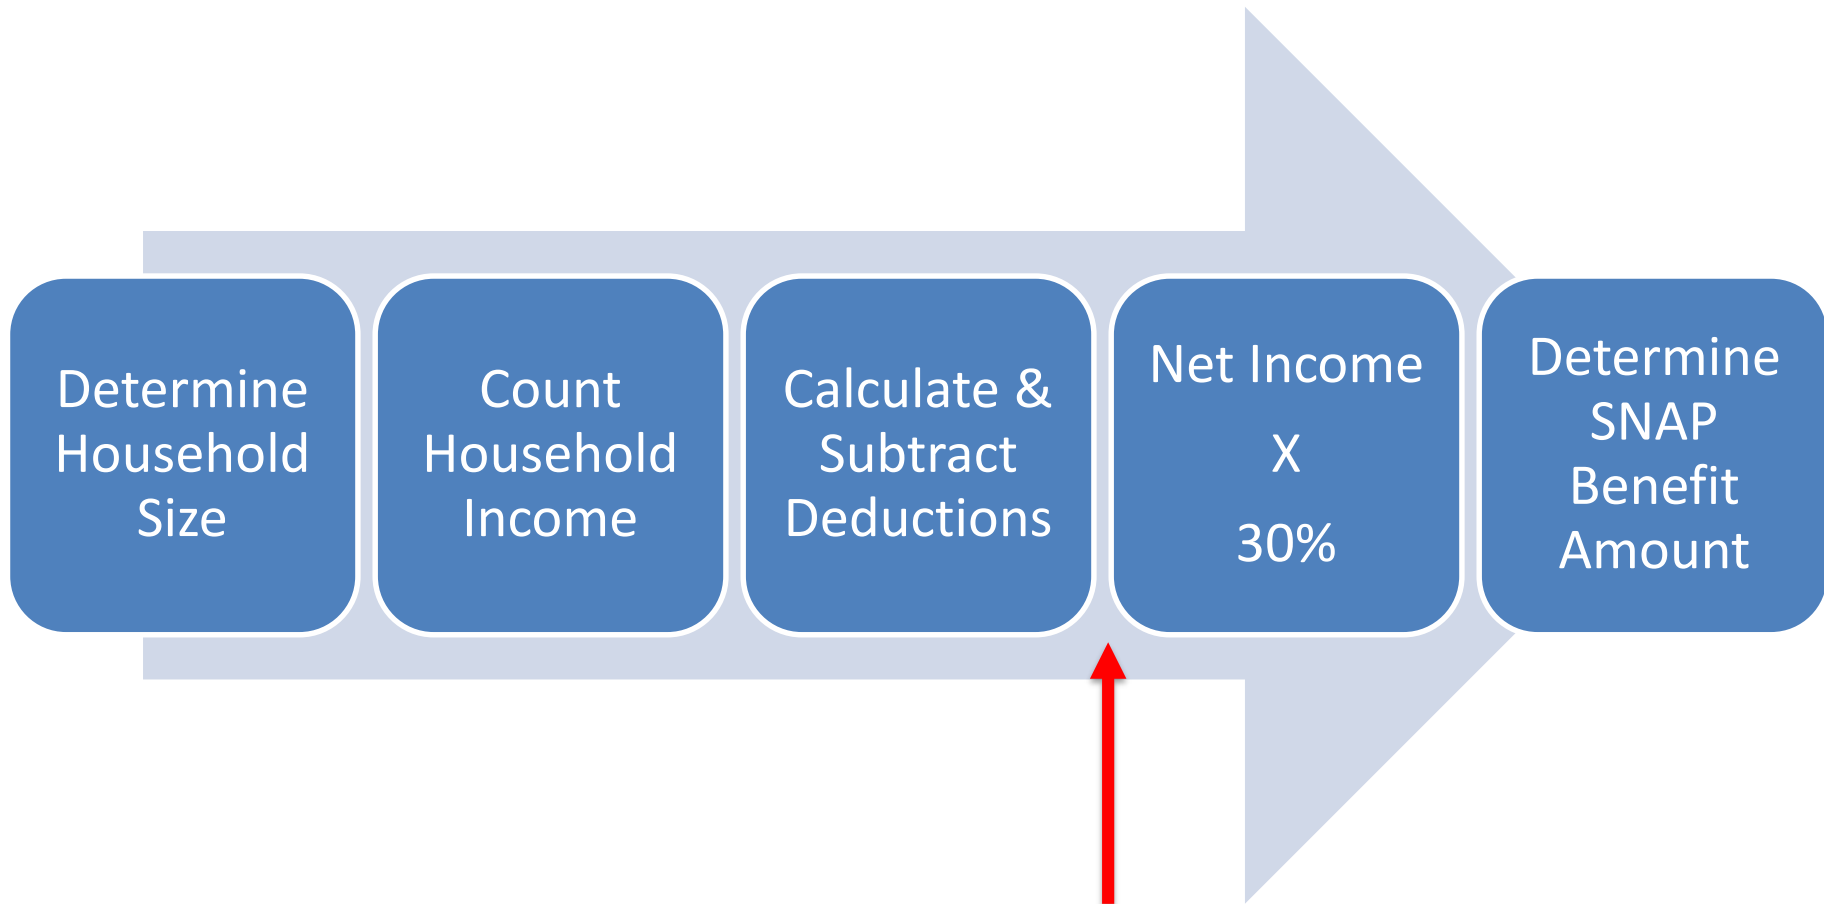 Determine
Household
Size
Count
Household
Income
Calculate &
Subtract
Deductions
Net Income
X
30%
Determine
SNAP
Benefit
Amount